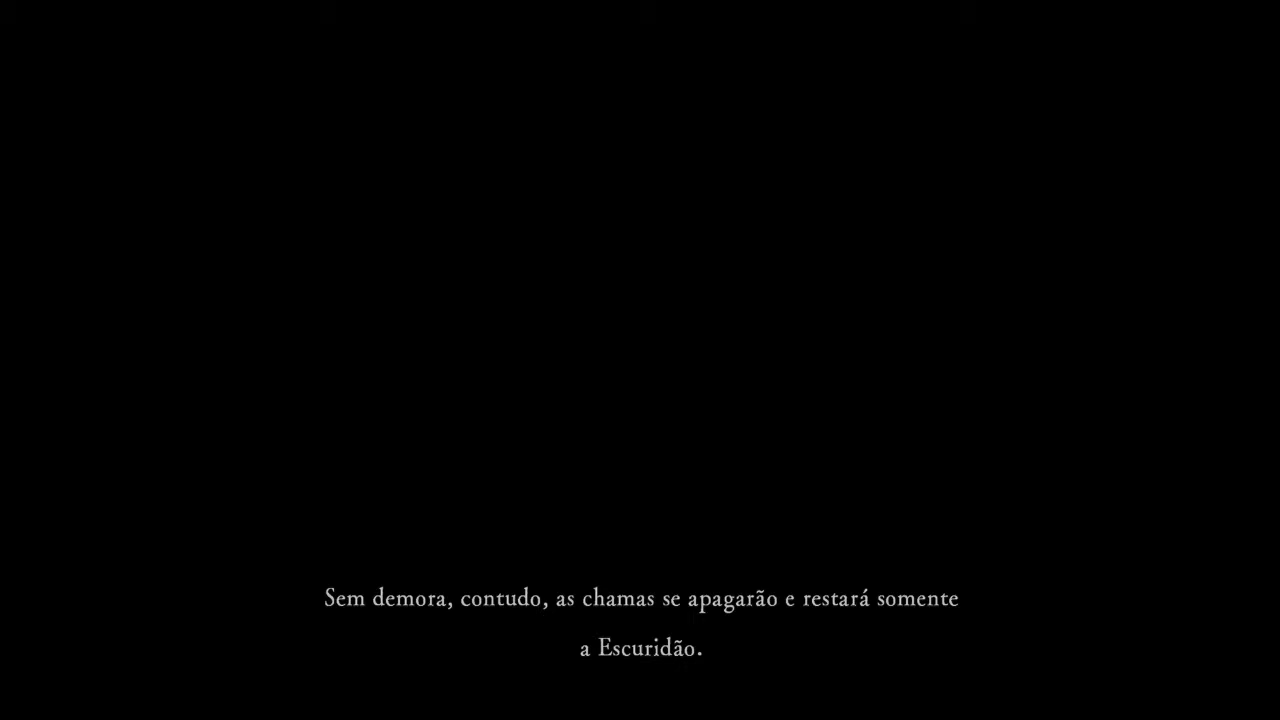 Sem demora, contudo, as chamas se apagarão e restará somente
a Escuridão.